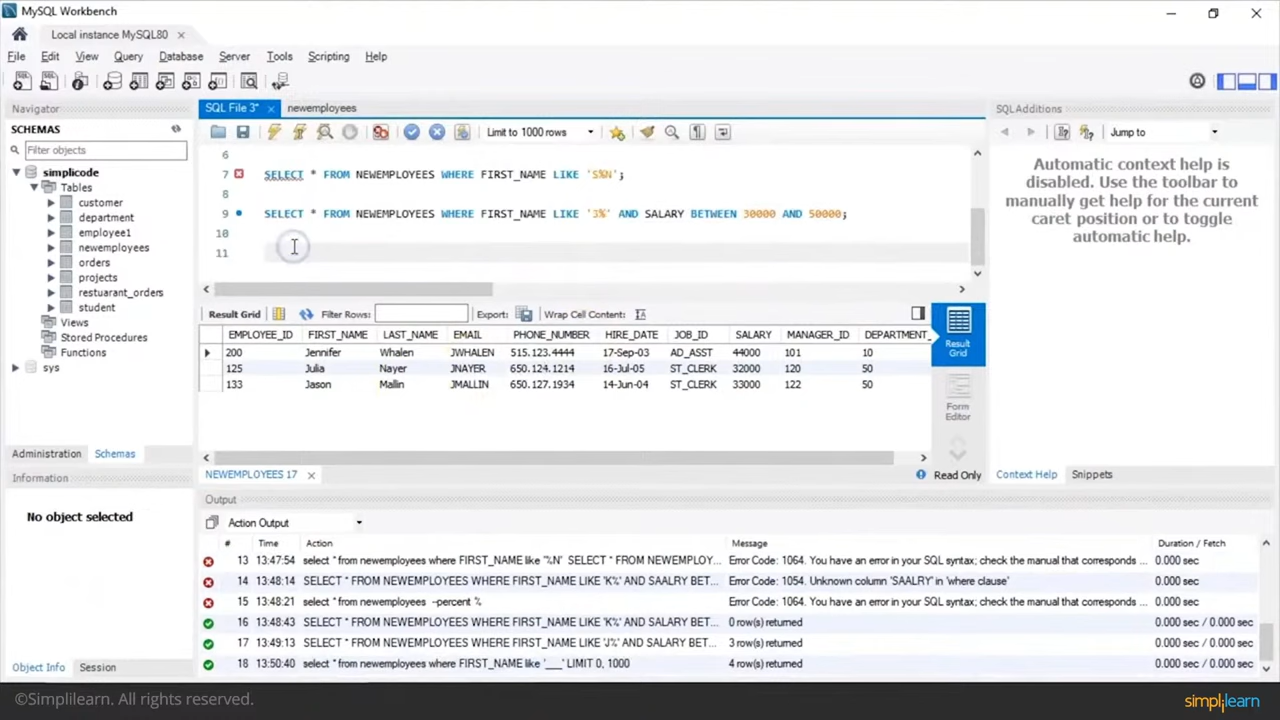 MySQL Workbench
Local instance MySQL80
File Edit View Query Database Server Tools Scripting Help
Navigator
SQL File 3* newemployees
SQL Additions
SCHEMAS
Filter objects
Limit to 1000 rows
Jump to
simplicode
Tables
customer
department
employee1
newemployees
orders
projects
restuarant_orders
student
Views
Stored Procedures
Functions
sys
6
7 SELECT * FROM NEWEMPLOYEES WHERE FIRST_NAME LIKE 'S%N';
8
9 SELECT * FROM NEWEMPLOYEES WHERE FIRST_NAME LIKE 'J%' AND SALARY BETWEEN 30000 AND 50000;
10
11
Automatic context help is
disabled. Use the toolbar to
manually get help for the current
caret position or to toggle
automatic help.
Result Grid Filter Rows: Export: Wrap Cell Content:
EMPLOYEE_ID FIRST_NAME LAST_NAME EMAIL PHONE_NUMBER HIRE_DATE JOB_ID SALARY MANAGER_ID DEPARTMENT_
200 Jennifer Whalen JWHALEN 515.123.4444 17-Sep-03 AD_ASST 44000 101 10
125 Julia Nayer JNAYER 650.124.1214 16-Jul-05 ST_CLERK 32000 120 50
133 Jason Mallin JMALLIN 650.127.1934 14-Jun-04 ST_CLERK 33000 122 50
Result
Grid
Form
Editor
Administration Schemas
NEWEMPLOYEES 17
Read Only
Context Help Snippets
Information
No object selected
Object Info Session
Output
Action Output
# Time Action Message Duration / Fetch
13 13:47:54 select * from newemployees where FIRST_NAME like '%N' SELECT * FROM NEWEMPLOY... Error Code: 1064. You have an error in your SQL syntax; check the manual that corresponds ... 0.000 sec
14 13:48:14 SELECT * FROM NEWEMPLOYEES WHERE FIRST_NAME LIKE 'K%' AND SAALRY BET... Error Code: 1054. Unknown column 'SAALRY' in 'where clause' 0.000 sec
15 13:48:21 select * from newemployees --percent % Error Code: 1064. You have an error in your SQL syntax; check the manual that corresponds ... 0.000 sec
16 13:48:43 SELECT * FROM NEWEMPLOYEES WHERE FIRST_NAME LIKE 'K%' AND SALARY BET... 0 row(s) returned 0.000 sec / 0.000 sec
17 13:49:13 SELECT * FROM NEWEMPLOYEES WHERE FIRST_NAME LIKE 'J%' AND SALARY BET... 3 row(s) returned 0.000 sec / 0.000 sec
18 13:50:40 select * from newemployees where FIRST_NAME like '___' LIMIT 0, 1000 4 row(s) returned 0.000 sec / 0.000 sec
©Simplilearn. All rights reserved.
simplilearn